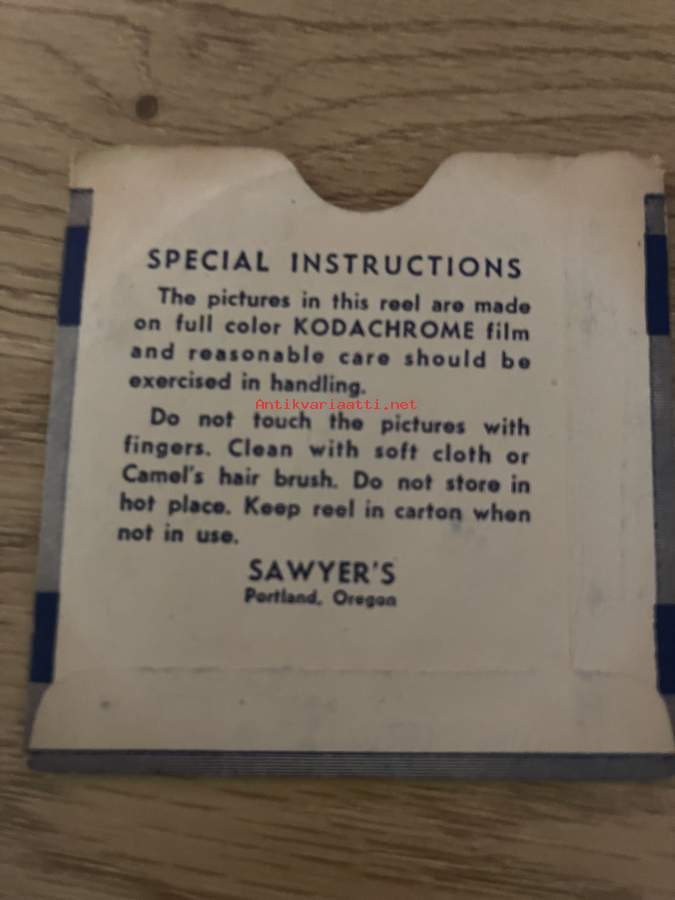 SPECIAL INSTRUCTIONS
The pictures in this reel are made
on full color KODACHROME film
and reasonable care should be
exercised in handling.
Antikvariaatti.net
Do not touch the pictures with
fingers. Clean with soft cloth or
Camel's hair brush. Do not store in
hot place. Keep reel in carton when
not in use.
SAWYER'S
Portland, Oregon